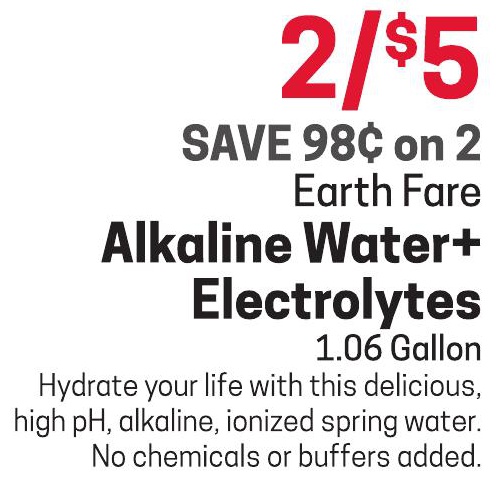 2/$5
SAVE 98¢ on 2
Earth Fare
Alkaline Water+
Electrolytes
1.06 Gallon
Hydrate your life with this delicious,
high pH, alkaline, ionized spring water.
No chemicals or buffers added.